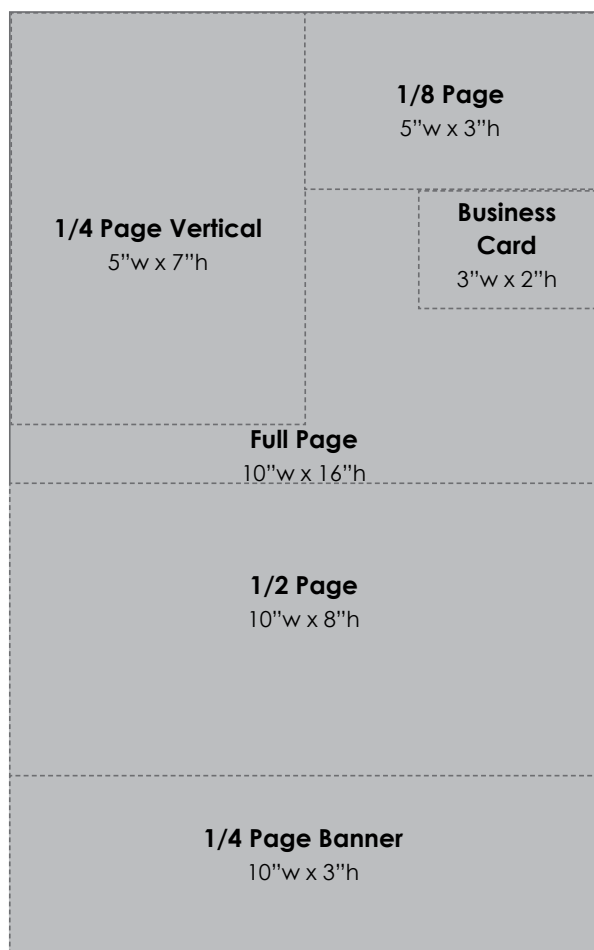 1/8 Page
5”w x 3”h
Business
Card
3”w x 2”h
1/4 Page Vertical
5”w x 7”h
Full Page
10”w x 16”h
1/2 Page
10”w x 8”h
1/4 Page Banner
10”w x 3”h